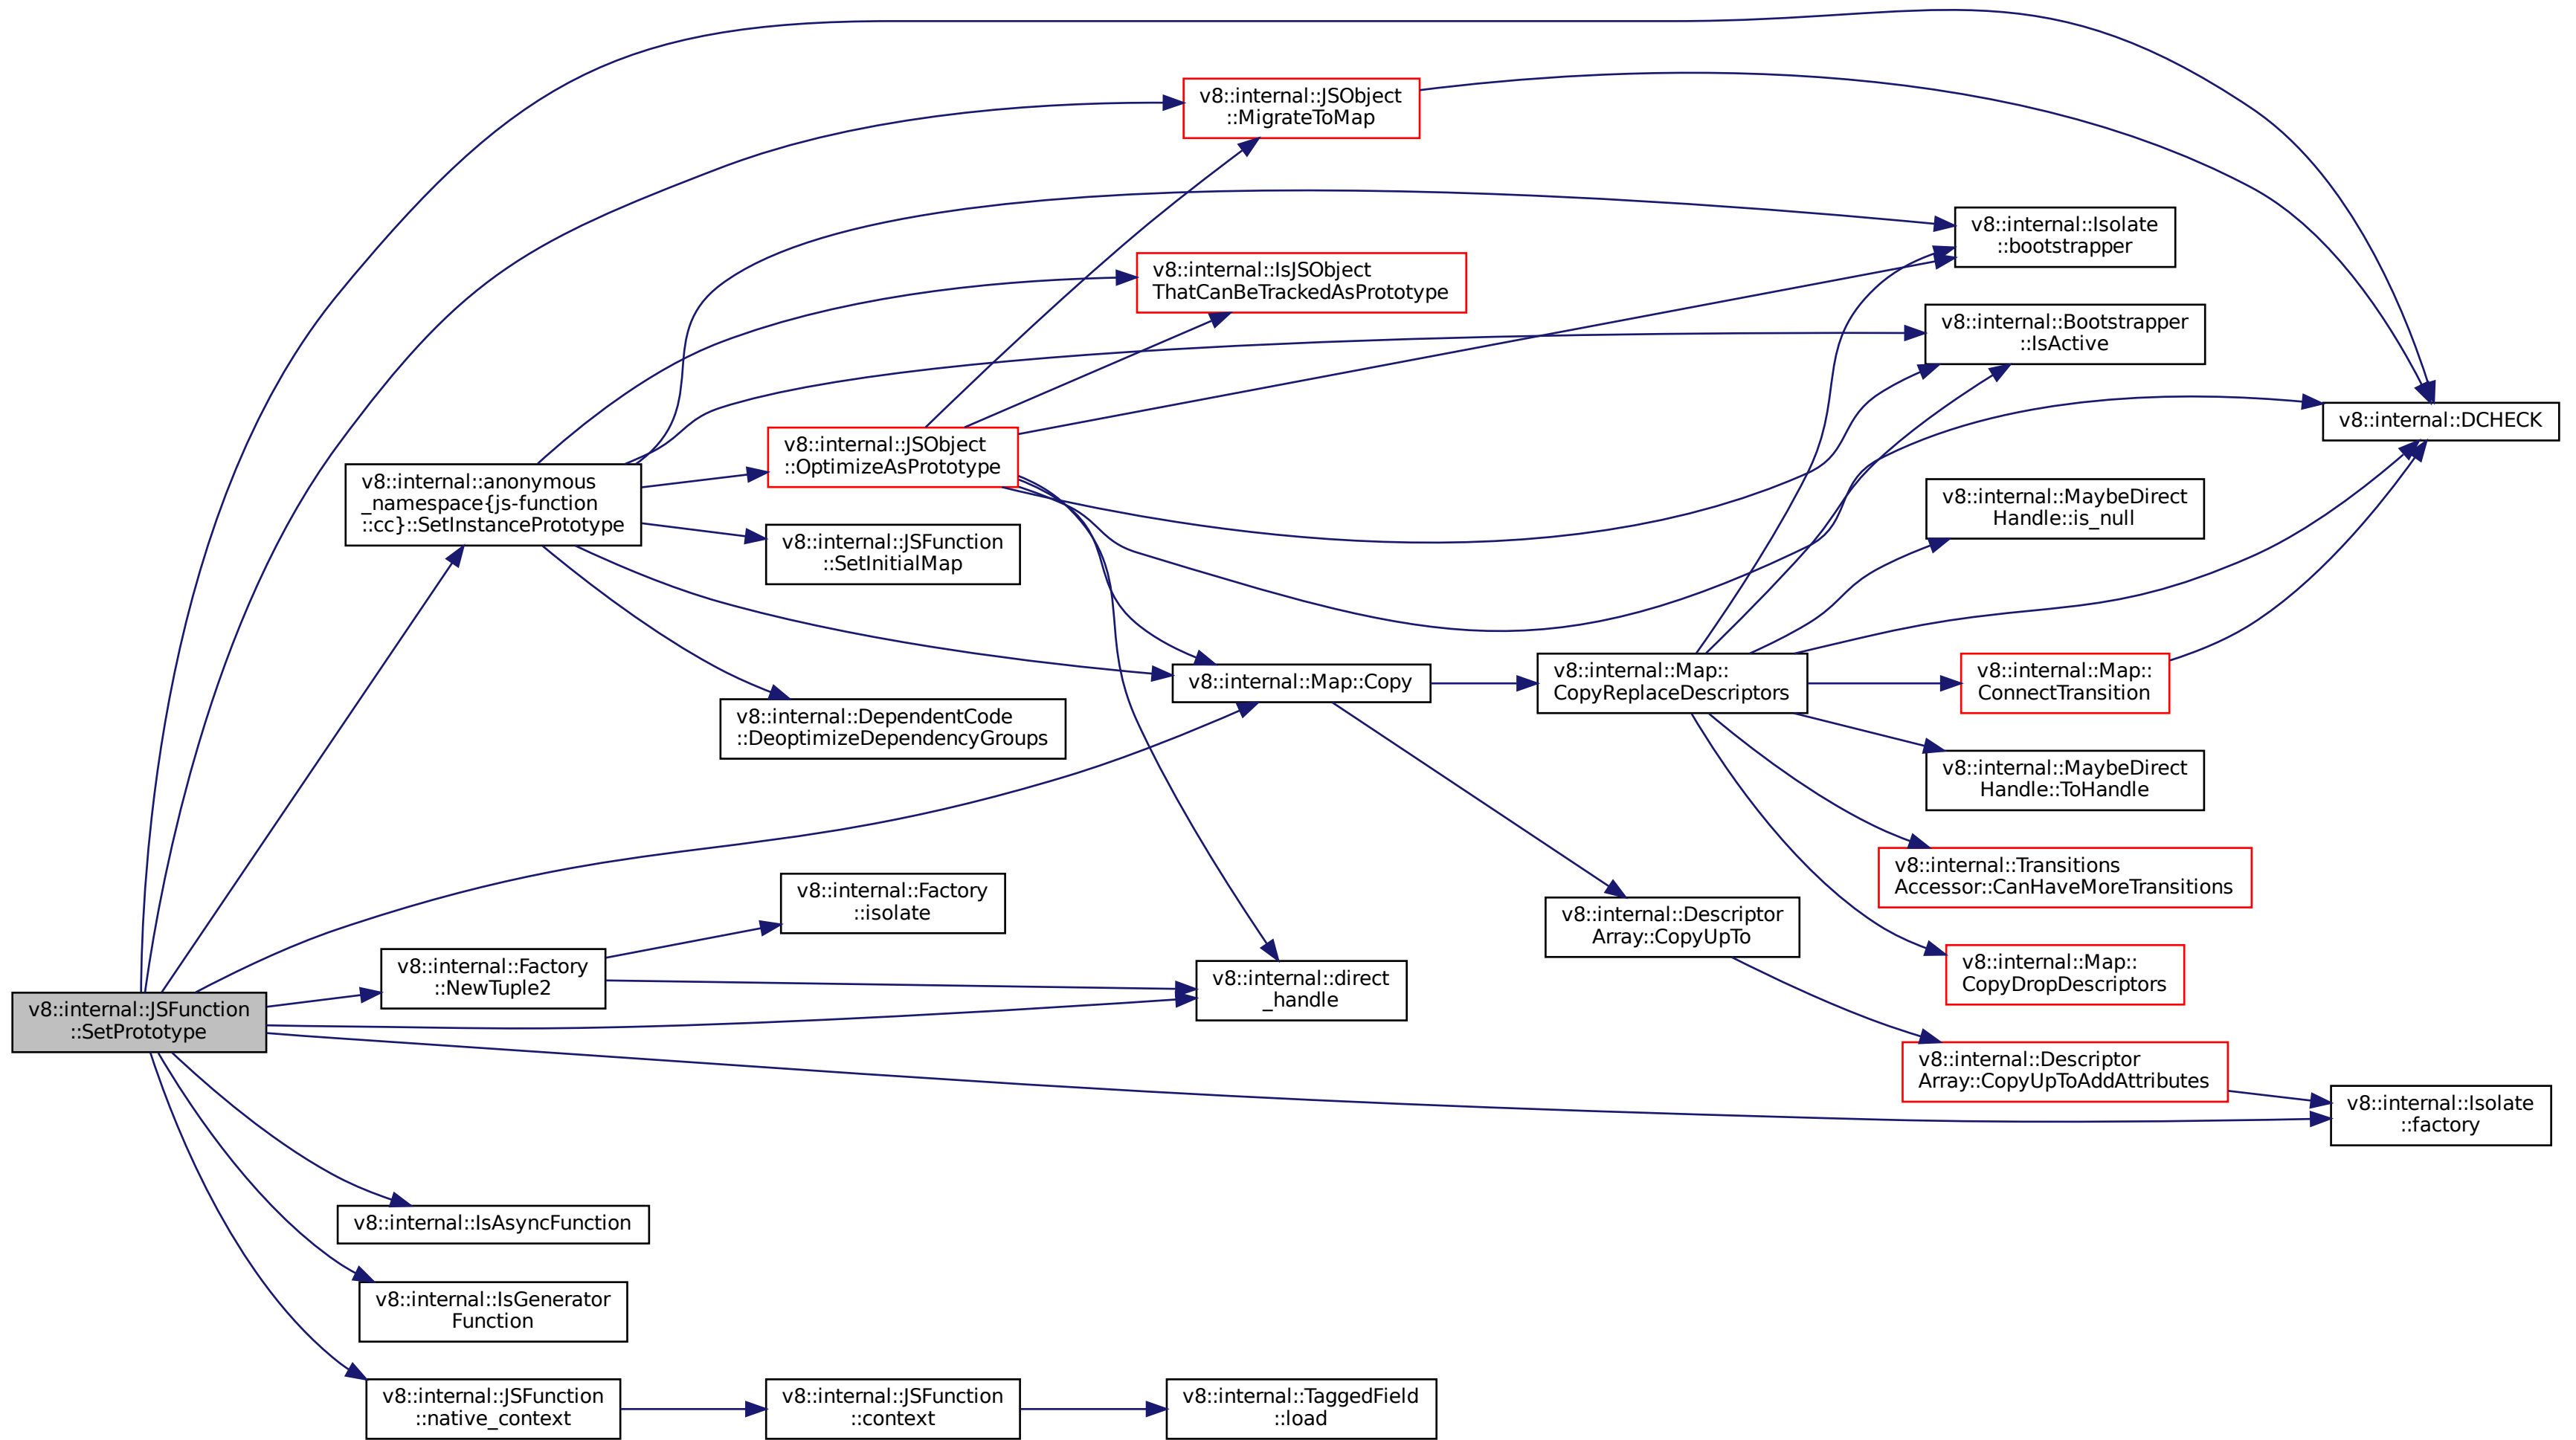 v8::internal::JSFunction
::SetPrototype
v8::internal::anonymous
_namespace{js-function
::cc}::SetInstancePrototype
v8::internal::Factory
::NewTuple2
v8::internal::IsAsyncFunction
v8::internal::IsGenerator
Function
v8::internal::JSFunction
::native_context
v8::internal::JSObject
::OptimizeAsPrototype
v8::internal::JSFunction
::SetInitialMap
v8::internal::DependentCode
::DeoptimizeDependencyGroups
v8::internal::Factory
::isolate
v8::internal::JSFunction
::context
v8::internal::JSObject
::MigrateToMap
v8::internal::IsJSObject
ThatCanBeTrackedAsPrototype
v8::internal::Map::Copy
v8::internal::direct
_handle
v8::internal::TaggedField
::load
v8::internal::Map::
CopyReplaceDescriptors
v8::internal::Descriptor
Array::CopyUpTo
v8::internal::Isolate
::bootstrapper
v8::internal::Bootstrapper
::IsActive
v8::internal::MaybeDirect
Handle::is_null
v8::internal::Map::
ConnectTransition
v8::internal::MaybeDirect
Handle::ToHandle
v8::internal::Transitions
Accessor::CanHaveMoreTransitions
v8::internal::Map::
CopyDropDescriptors
v8::internal::Descriptor
Array::CopyUpToAddAttributes
v8::internal::DCHECK
v8::internal::Isolate
::factory